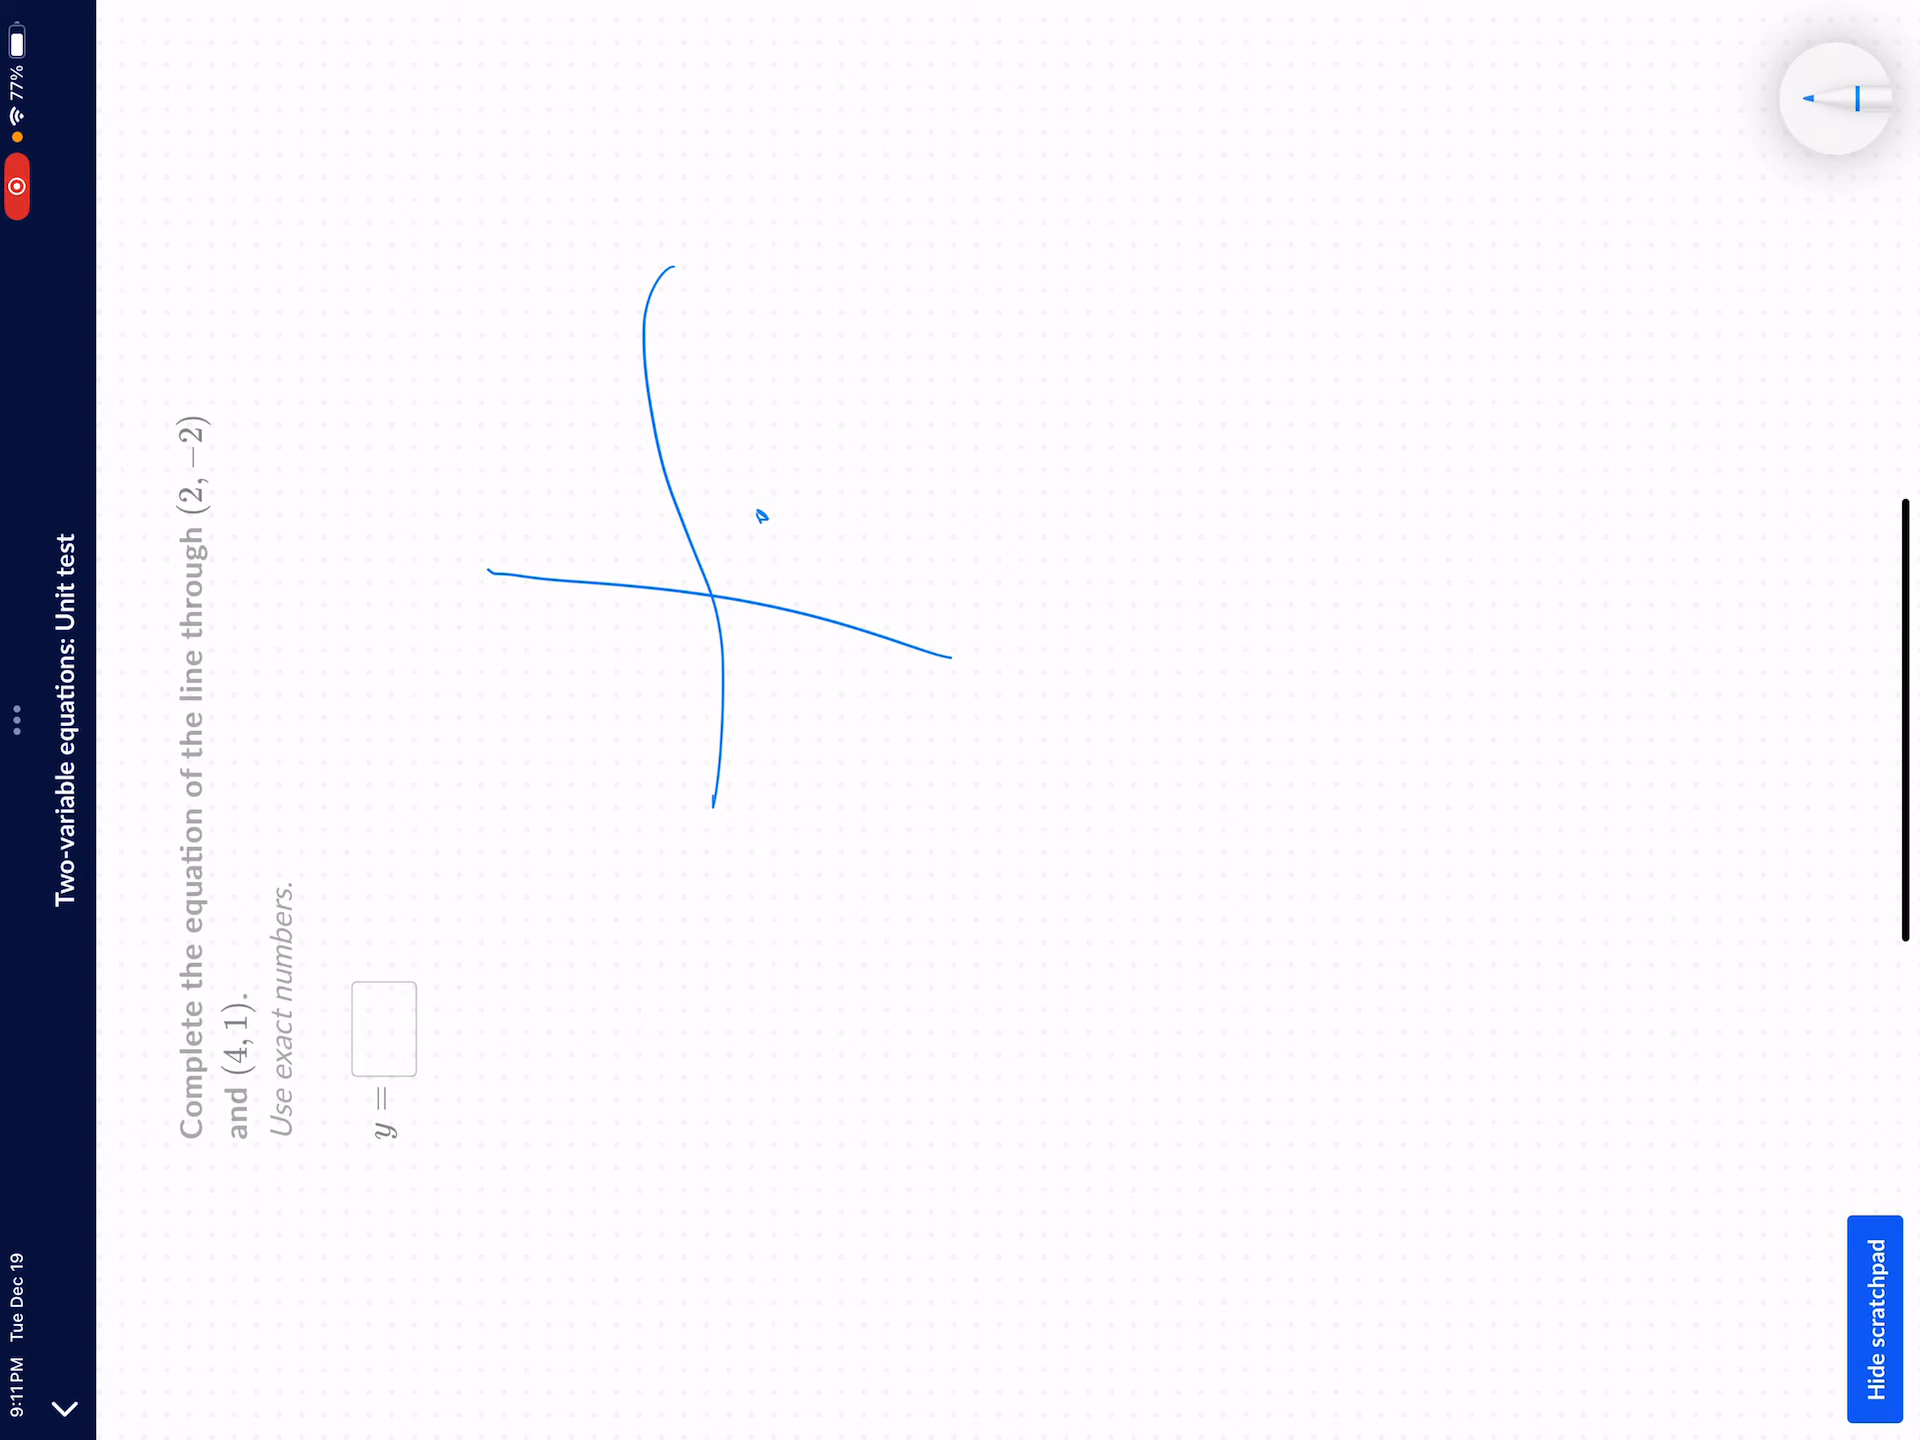 9:11 PM Tue Dec 19
77%
Two-variable equations: Unit test
Complete the equation of the line through (2, −2)
and (4, 1).
Use exact numbers.
y =
Hide scratchpad